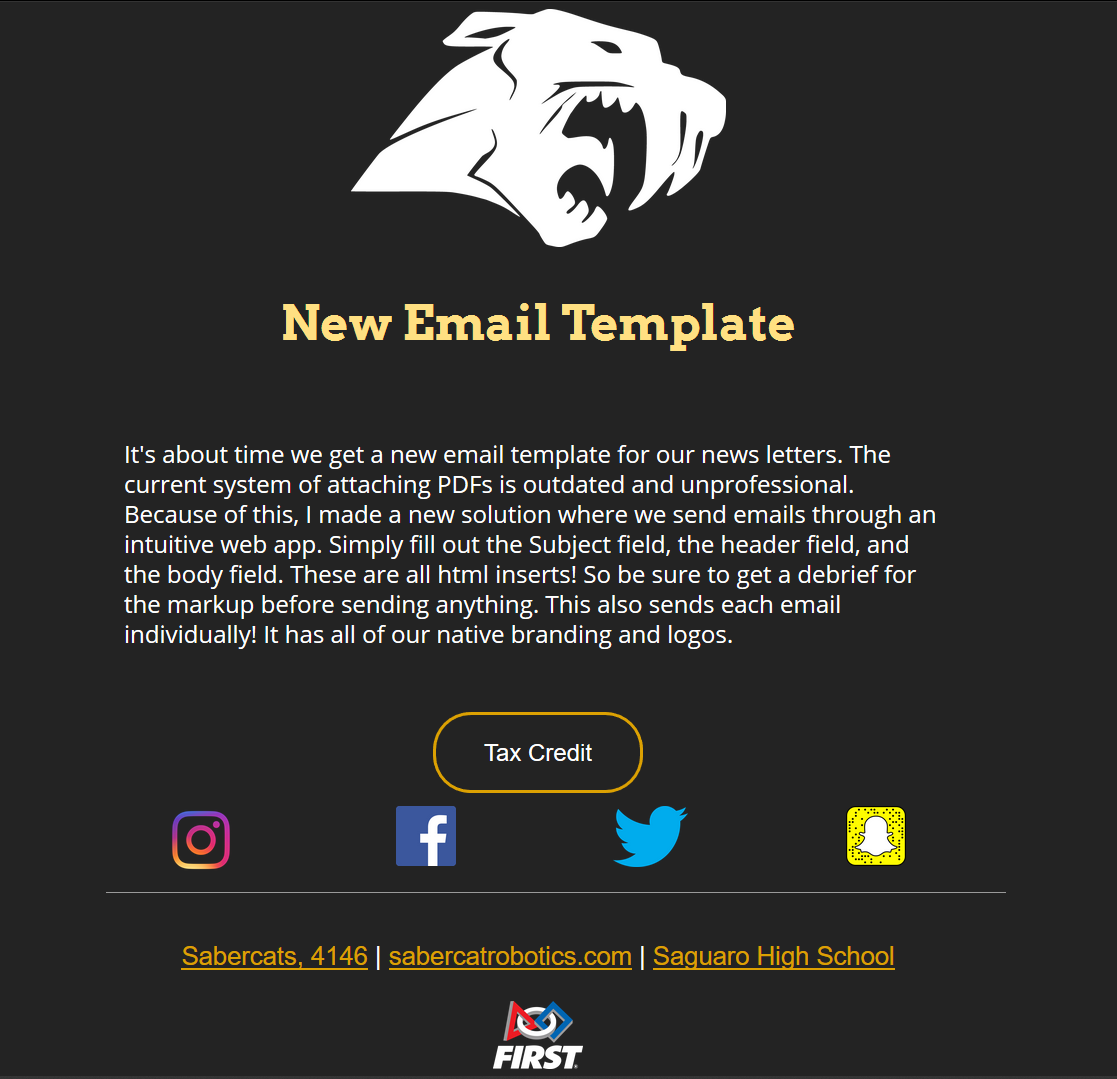 New Email Template
It's about time we get a new email template for our news letters. The
current system of attaching PDFs is outdated and unprofessional.
Because of this, I made a new solution where we send emails through an
intuitive web app. Simply fill out the Subject field, the header field, and
the body field. These are all html inserts! So be sure to get a debrief for
the markup before sending anything. This also sends each email
individually! It has all of our native branding and logos.
Tax Credit
Sabercats, 4146 | sabercatrobotics.com | Saguaro High School
FIRST